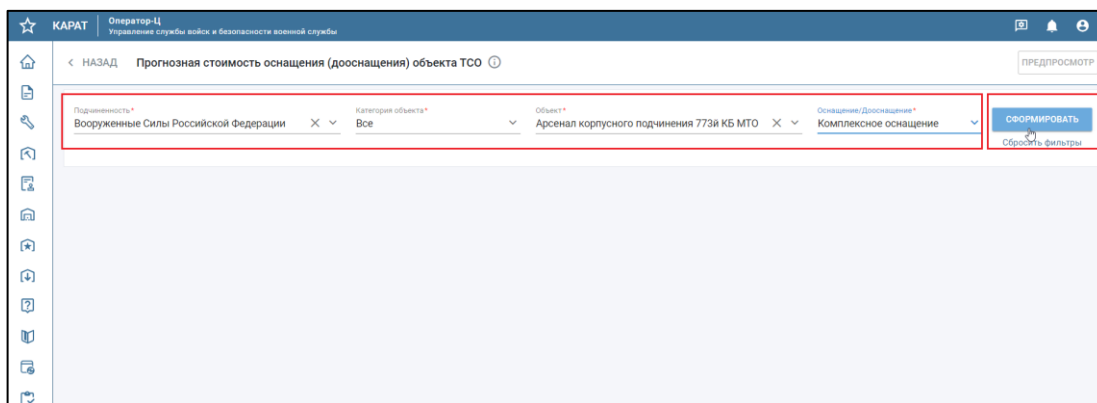 КАРАТ
Оператор-Ц
Управление службы войск и безопасности военной службы
НАЗАД Прогнозная стоимость оснащения (дооснащения) объекта ТСО
ПРЕДПРОСМОТР
Подчиненность* Категория объекта* Объект* Оснащение/Дооснащение*
Вооруженные Силы Российской Федерации Все Арсенал корпусного подчинения 773й КБ МТО Комплексное оснащение
СФОРМИРОВАТЬ
Сбросить фильтры